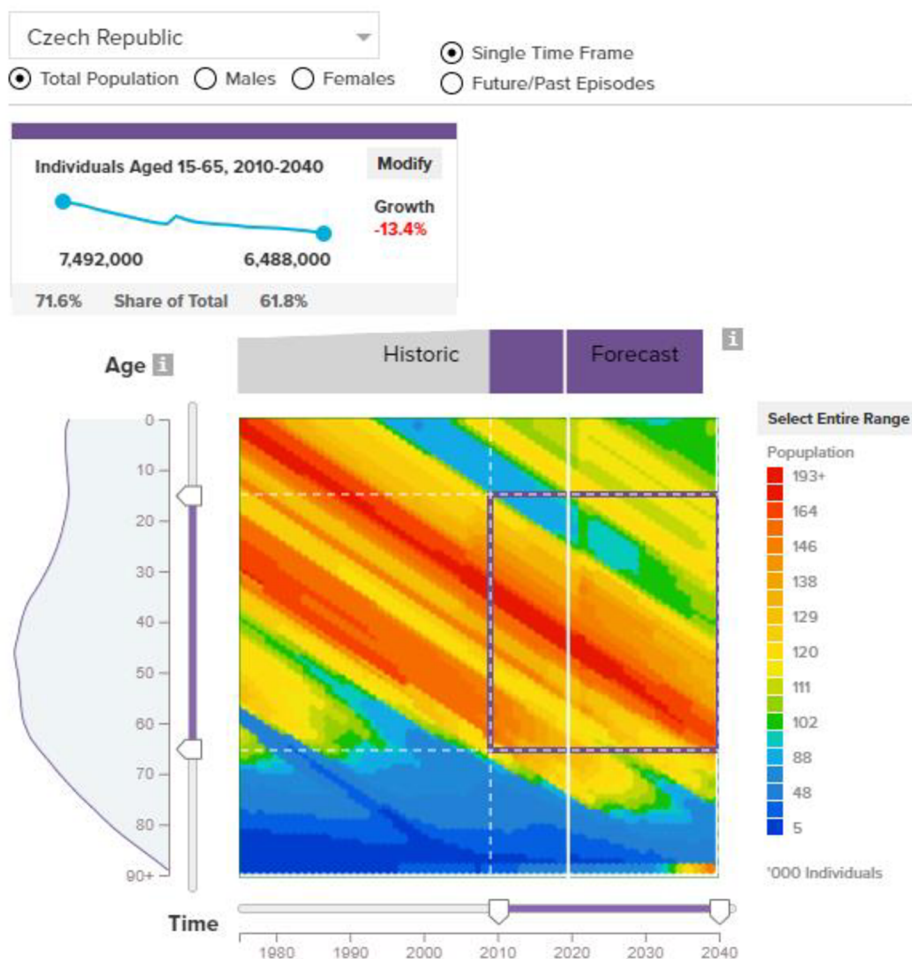 Czech Republic
Total Population Males Females
Single Time Frame
Future/Past Episodes
Individuals Aged 15-65, 2010-2040
Modify
Growth
-13.4%
7,492,000 6,488,000
71.6% Share of Total 61.8%
Historic Forecast
i
Age i
0
10
20
30
40
50
60
70
80
90+
Select Entire Range
Popuplation
193+
164
146
138
129
120
111
102
88
48
5
'000 Individuals
Time
1980 1990 2000 2010 2020 2030 2040